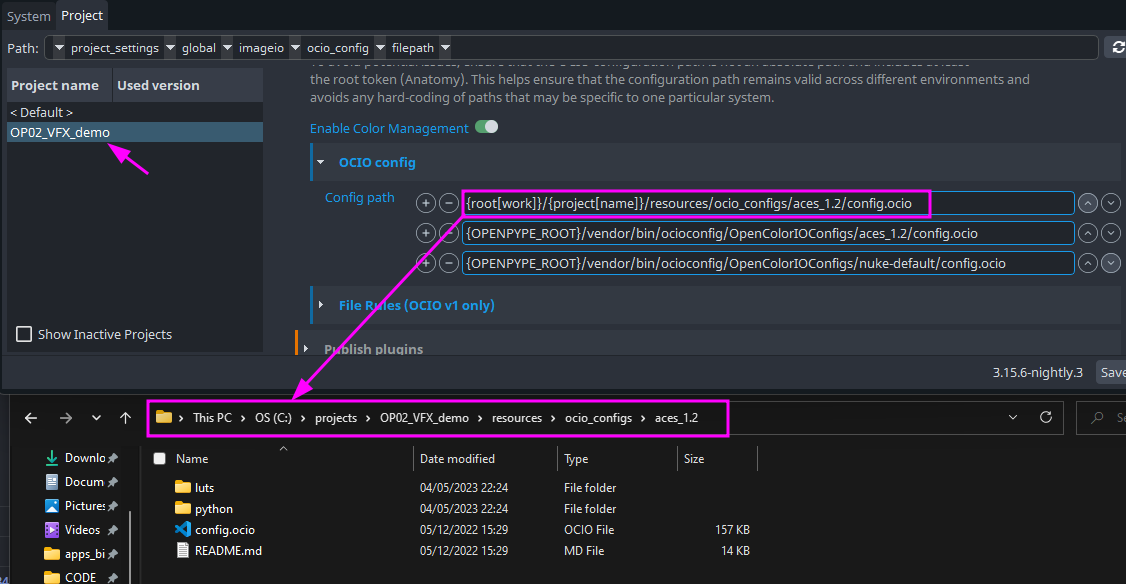 System Project
Path: project_settings global imageio ocio_config filepath
Project name Used version
< Default >
OP02_VFX_demo
Show Inactive Projects
the root token (Anatomy). This helps ensure that the configuration path remains valid across different environments and
avoids any hard-coding of paths that may be specific to one particular system.
Enable Color Management
OCIO config
Config path
{root[work]}/{project[name]}/resources/ocio_configs/aces_1.2/config.ocio
{OPENPYPE_ROOT}/vendor/bin/ocioconfig/OpenColorIOConfigs/aces_1.2/config.ocio
{OPENPYPE_ROOT}/vendor/bin/ocioconfig/OpenColorIOConfigs/nuke-default/config.ocio
File Rules (OCIO v1 only)
Publish plugins
3.15.6-nightly.3 Save
This PC › OS (C:) › projects › OP02_VFX_demo › resources › ocio_configs › aces_1.2
Downlo
Docum
Pictures
Videos
apps_bi
CODE
Name Date modified Type Size
luts 04/05/2023 22:24 File folder
python 04/05/2023 22:24 File folder
config.ocio 05/12/2022 15:29 OCIO File 157 KB
README.md 05/12/2022 15:29 MD File 14 KB